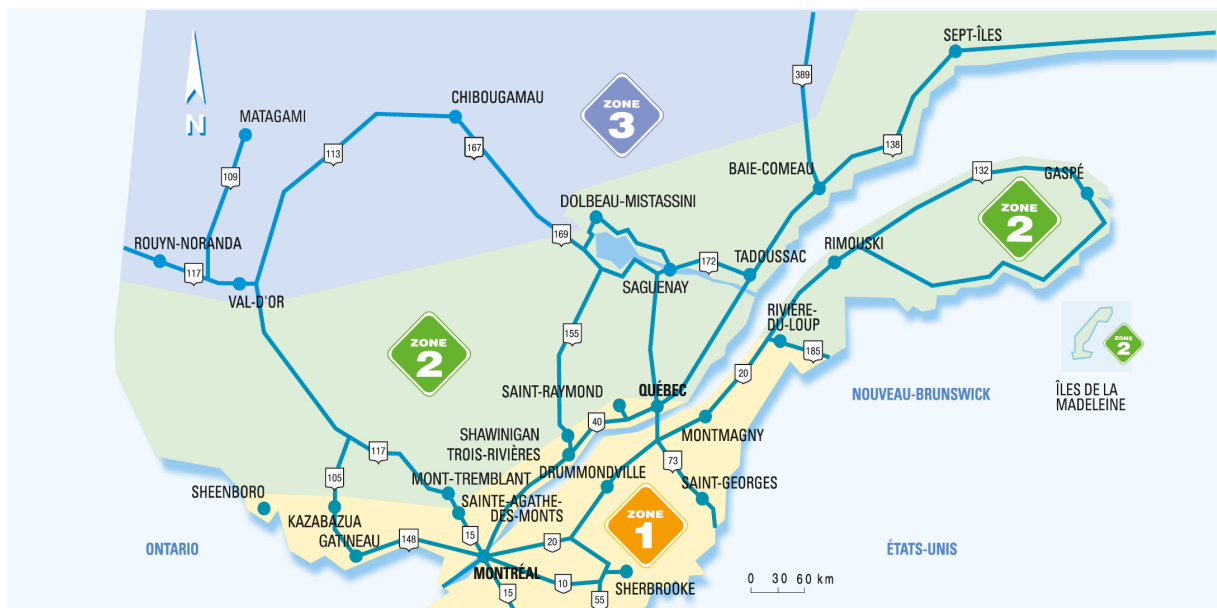 SEPT-ÎLES
389
CHIBOUGAMAU
ZONE
3
N
MATAGAMI
113
167
138
109
BAIE-COMEAU
132
GASPÉ
DOLBEAU-MISTASSINI
ZONE
2
ROUYN-NORANDA
169
RIMOUSKI
117
172
TADOUSSAC
SAGUENAY
VAL-D'OR
RIVIÈRE-
DU-LOUP
155
ZONE
2
185
ZONE
2
20
SAINT-RAYMOND
QUÉBEC
NOUVEAU-BRUNSWICK
ÎLES DE LA
MADELEINE
40
SHAWINIGAN
MONTMAGNY
117
TROIS-RIVIÈRES
73
105
MONT-TREMBLANT
DRUMMONDVILLE
SHEENBORO
SAINT-GEORGES
SAINTE-AGATHE-
DES-MONTS
ZONE
1
KAZABAZUA
GATINEAU
148
15
20
ONTARIO
ÉTATS-UNIS
MONTRÉAL
10
SHERBROOKE
0 30 60 km
15
55